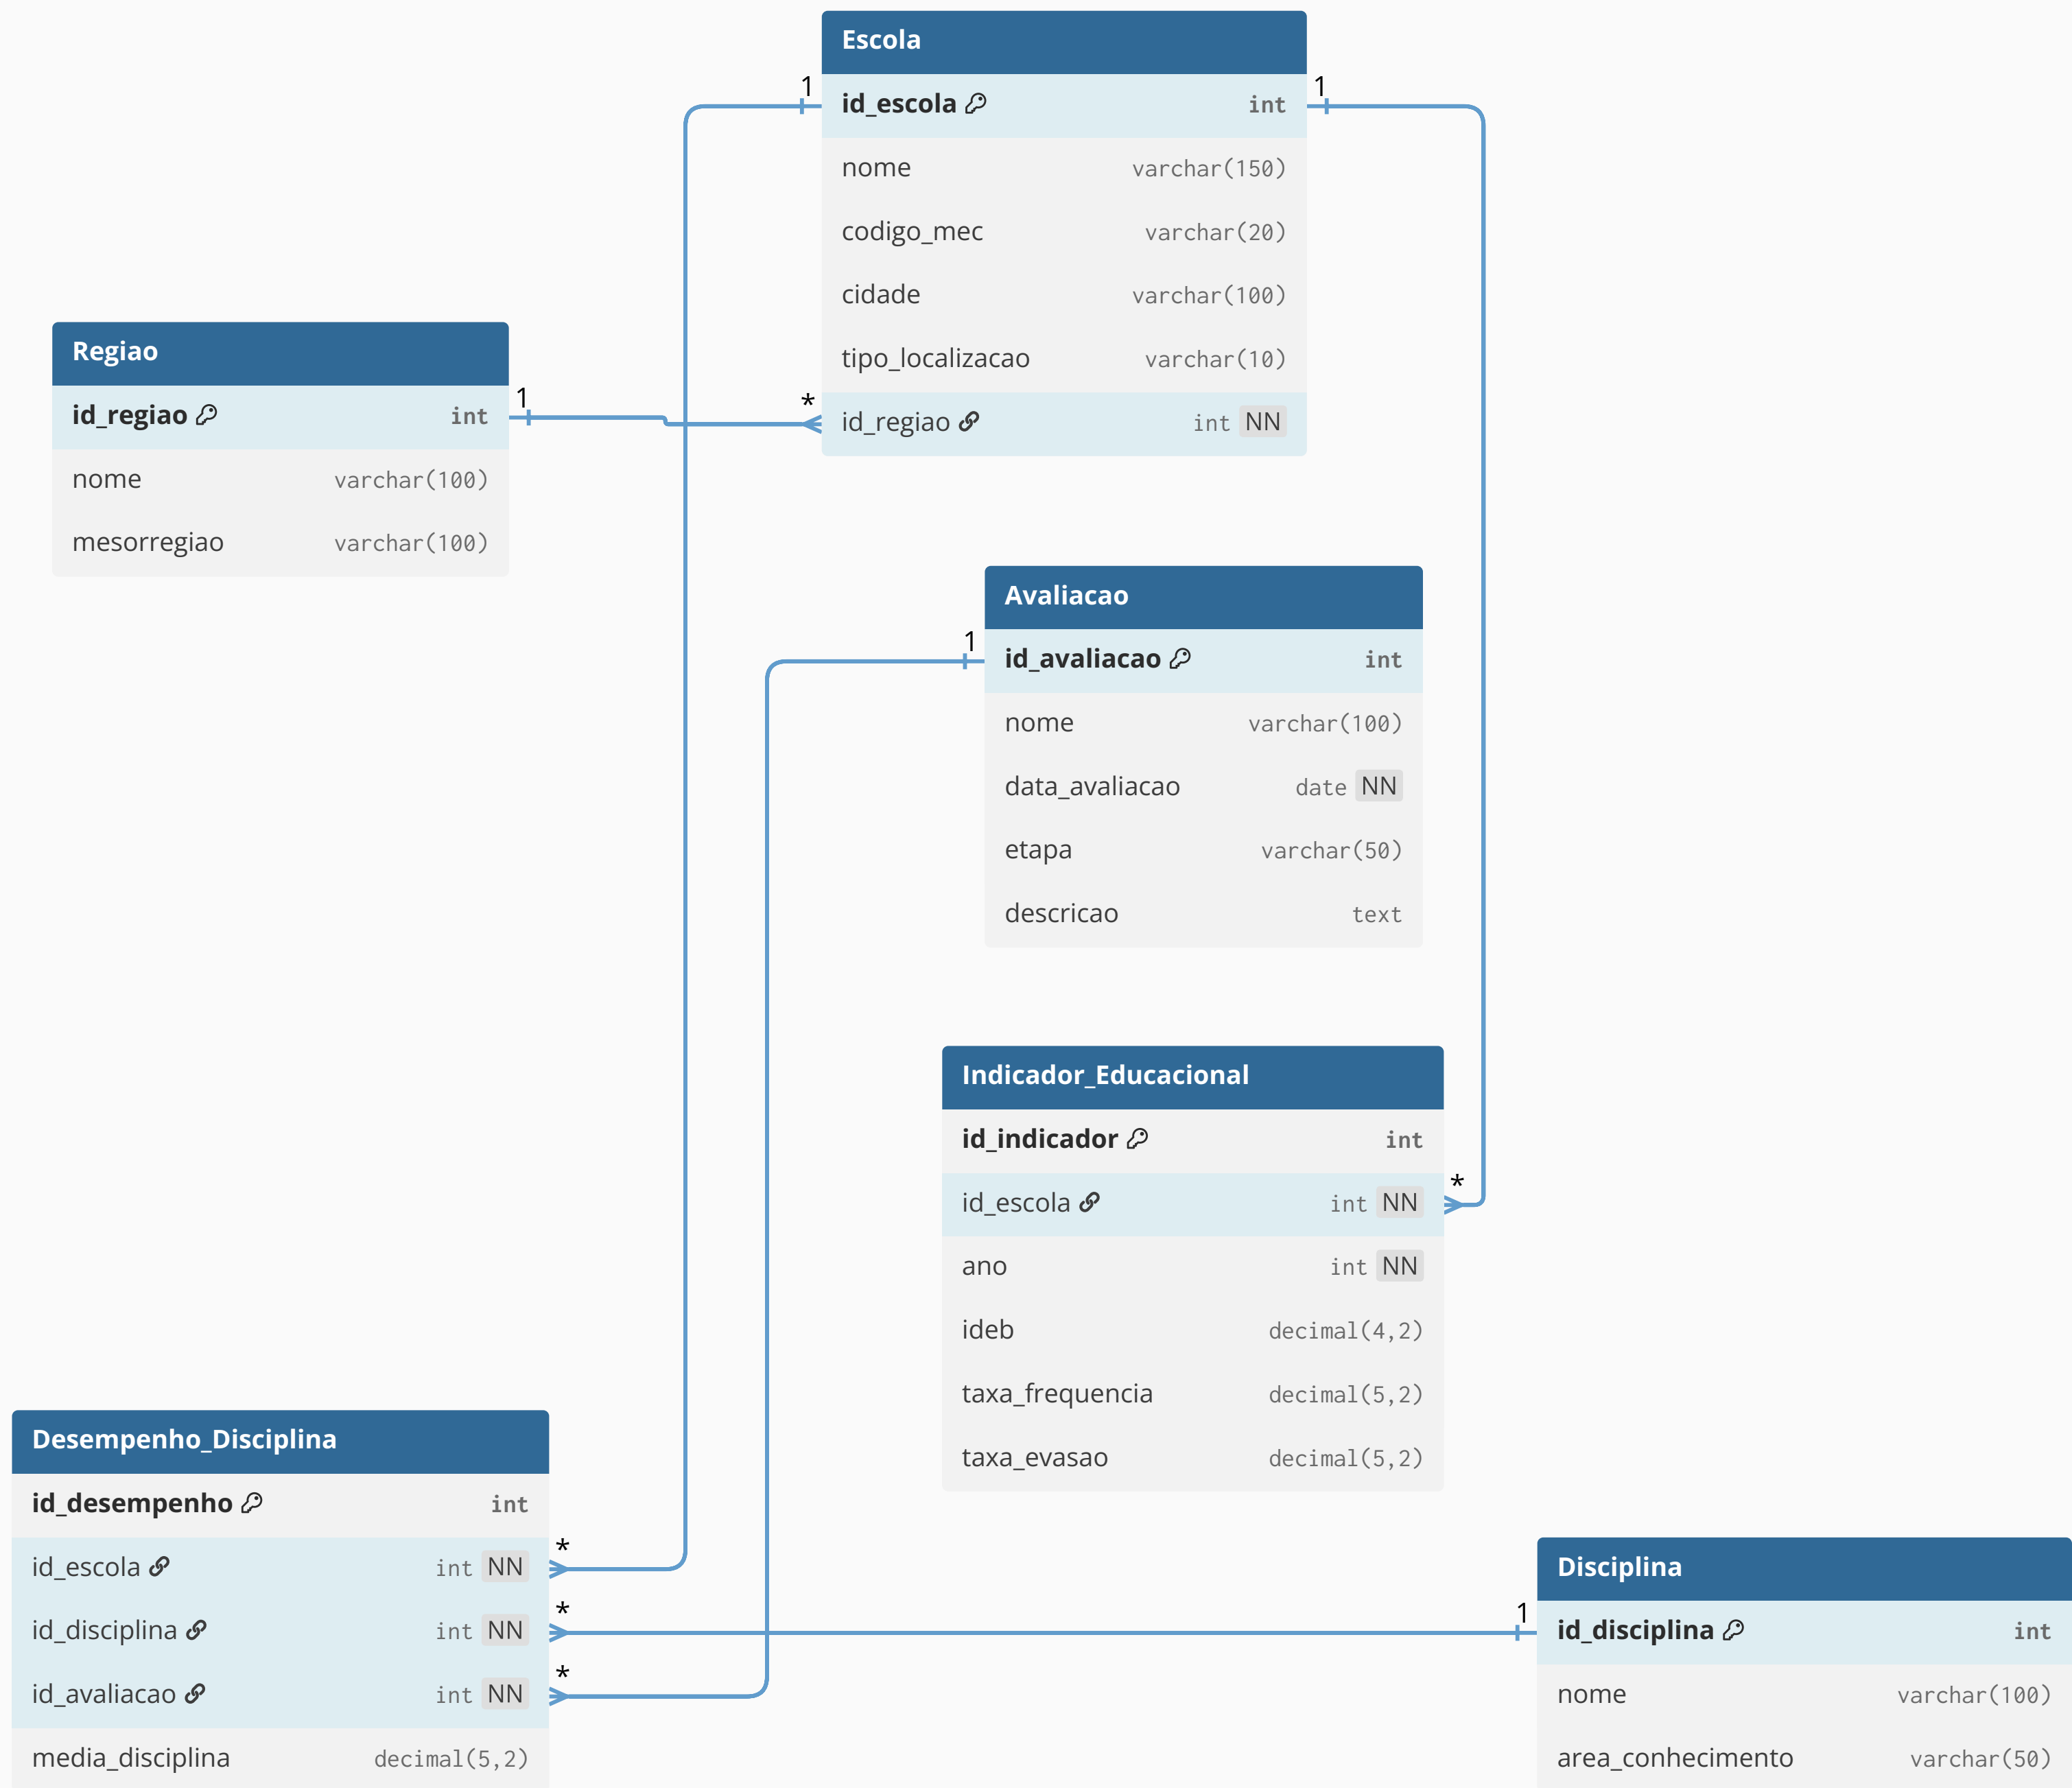 Escola
1
1
id_escola int
nome varchar(150)
codigo_mec varchar(20)
cidade varchar(100)
tipo_localizacao varchar(10)
*
id_regiao int NN
Regiao
1
id_regiao int
nome varchar(100)
mesorregiao varchar(100)
Avaliacao
1
id_avaliacao int
nome varchar(100)
data_avaliacao date NN
etapa varchar(50)
descricao text
Indicador_Educacional
id_indicador int
*
id_escola int NN
ano int NN
ideb decimal(4,2)
taxa_frequencia decimal(5,2)
taxa_evasao decimal(5,2)
Desempenho_Disciplina
id_desempenho int
*
id_escola int NN
*
id_disciplina int NN
*
id_avaliacao int NN
media_disciplina decimal(5,2)
Disciplina
1
id_disciplina int
nome varchar(100)
area_conhecimento varchar(50)